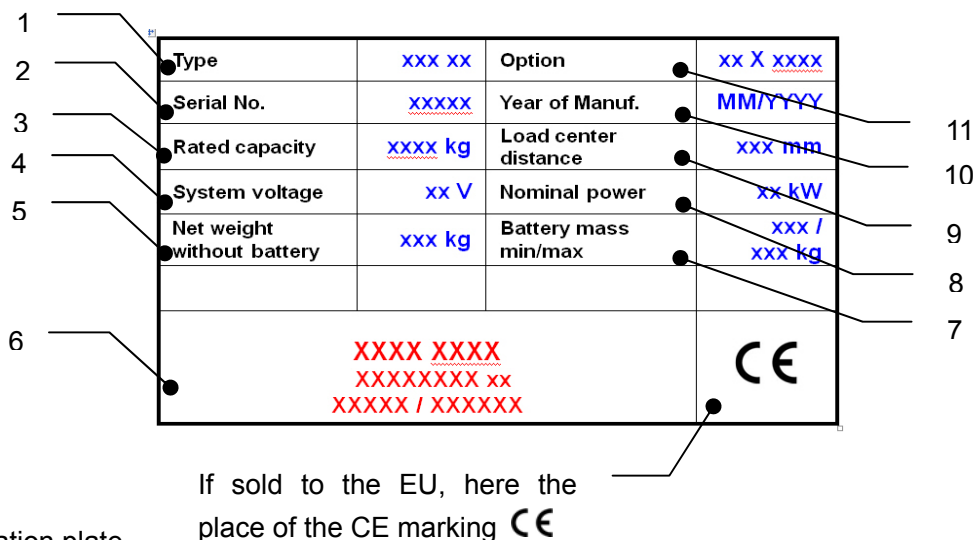 1
2
3
4
5
6
Type xxx xx Option xx X xxxx
Serial No. xxxxx Year of Manuf. MM/YYYY
Rated capacity xxxx kg Load center
distance xxx mm
System voltage xx V Nominal power xx kW
Net weight
without battery xxx kg Battery mass
min/max xxx /
xxx kg
XXXX XXXX
XXXXXXXX xx
XXXXX / XXXXXX
CE
11
10
9
8
7
If sold to the EU, here the
place of the CE marking CE
ation plate